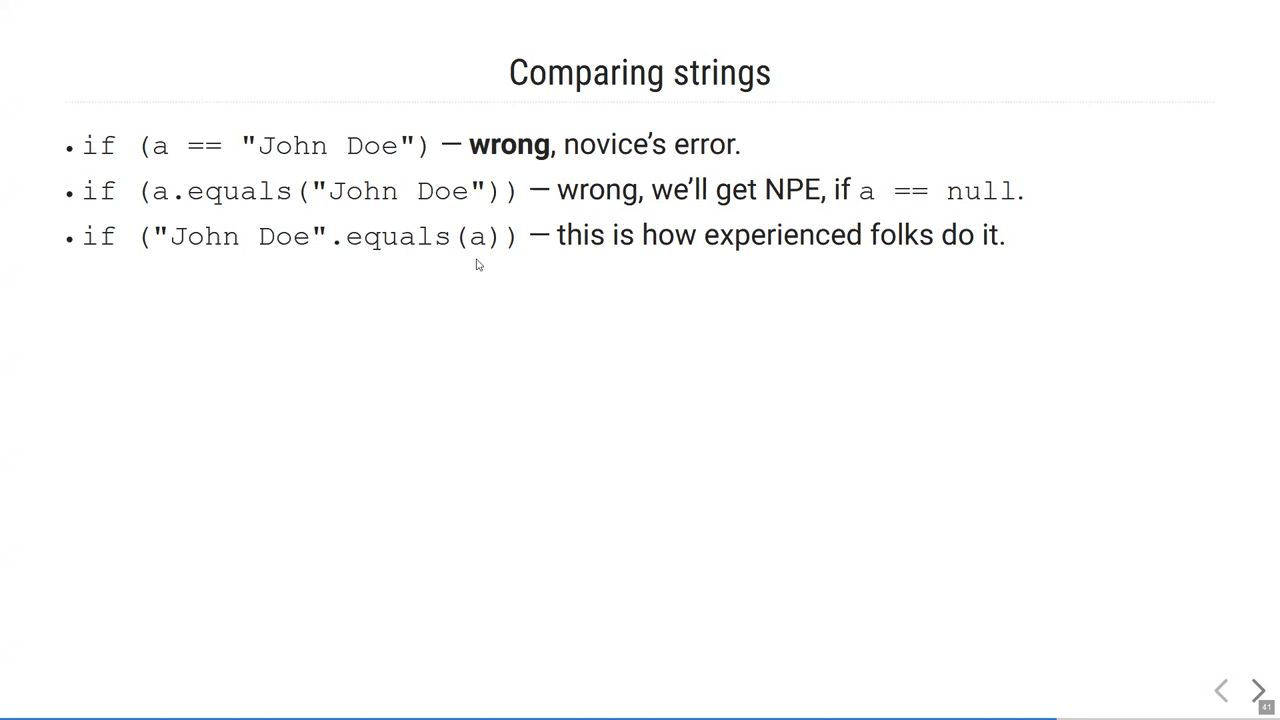 Comparing strings
• if (a == "John Doe") — wrong, novice’s error.
• if (a.equals("John Doe")) — wrong, we’ll get NPE, if a == null.
• if ("John Doe".equals(a)) — this is how experienced folks do it.
41